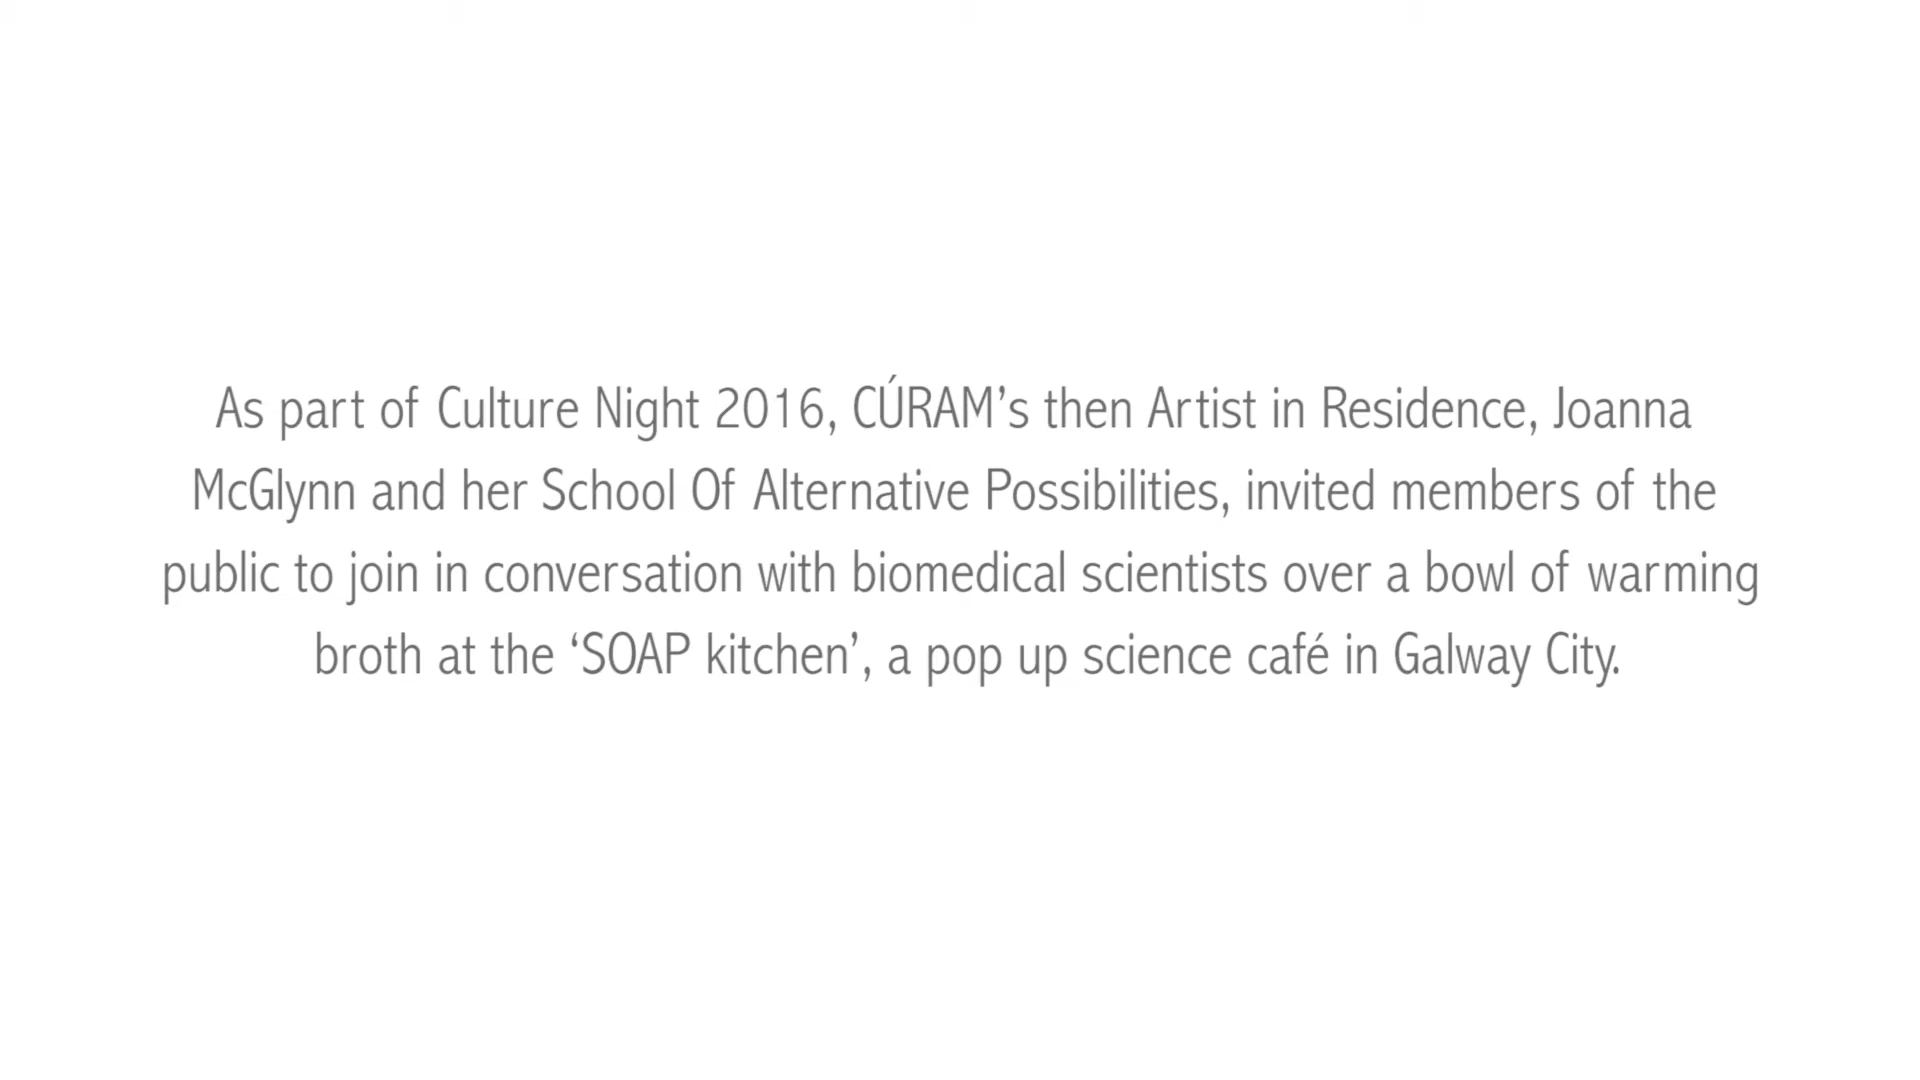 As part of Culture Night 2016, CÚRAM’s then Artist in Residence, Joanna
McGlynn and her School Of Alternative Possibilities, invited members of the
public to join in conversation with biomedical scientists over a bowl of warming
broth at the ‘SOAP kitchen’, a pop up science café in Galway City.